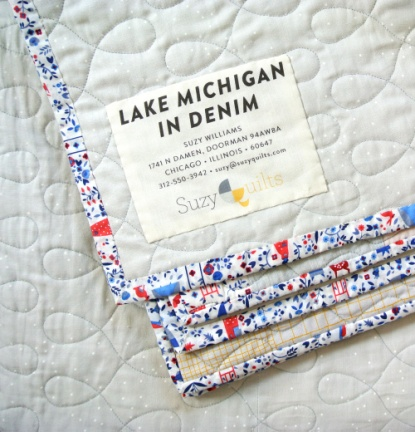 LAKE MICHIGAN
IN DENIM
SUZY WILLIAMS
1741 N DAMEN, DOORMAN 94AW8A
CHICAGO • ILLINOIS • 60647
312-550-3942 • suzy@suzyquilts.com
Suzy Quilts